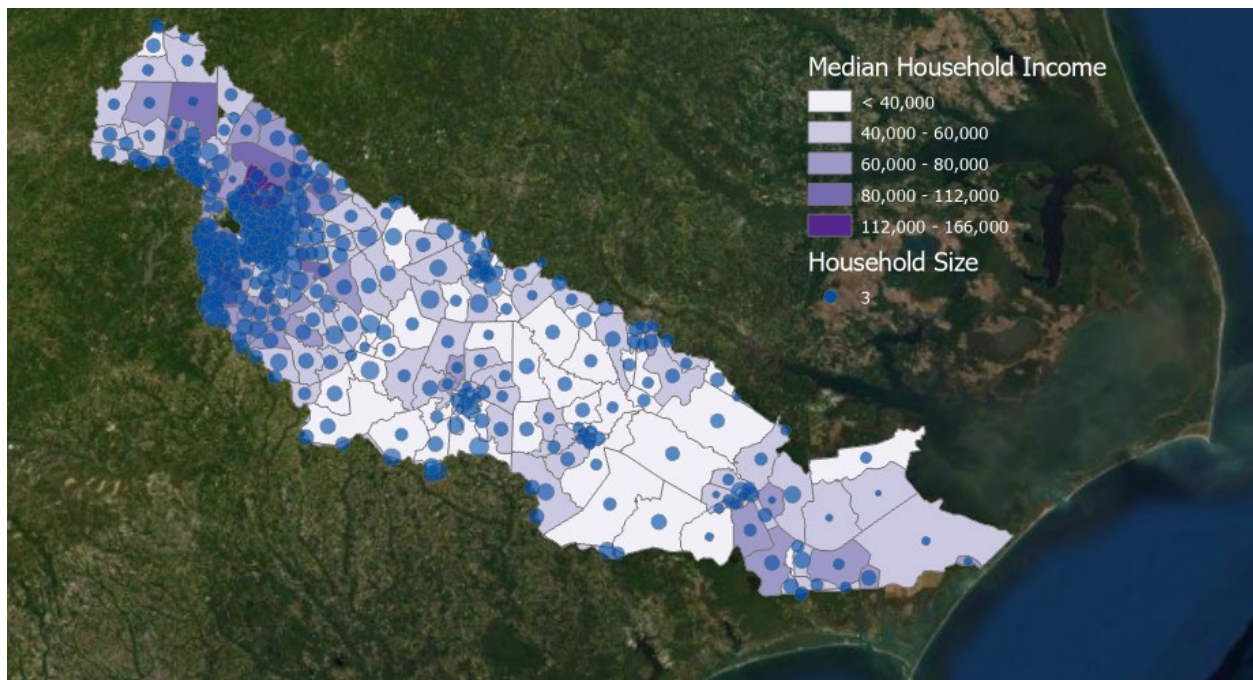 Median Household Income
< 40,000
40,000 - 60,000
60,000 - 80,000
80,000 - 112,000
112,000 - 166,000
Household Size
3